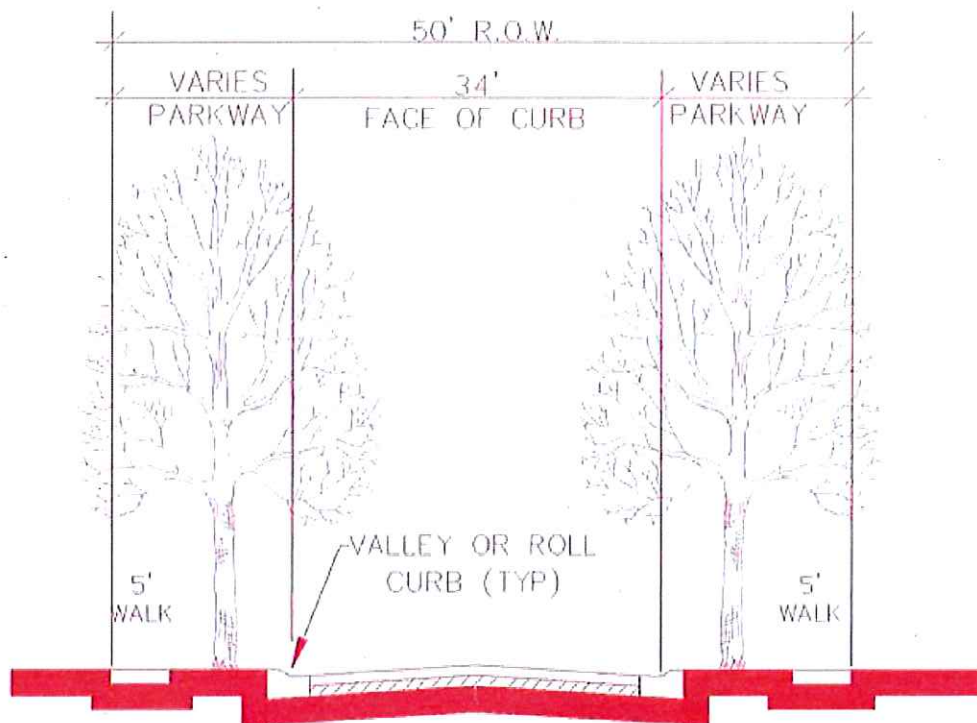 50' R.O.W.
VARIES
PARKWAY
34'
FACE OF CURB
VARIES
PARKWAY
VALLEY OR ROLL
CURB (TYP)
5'
WALK
5'
WALK